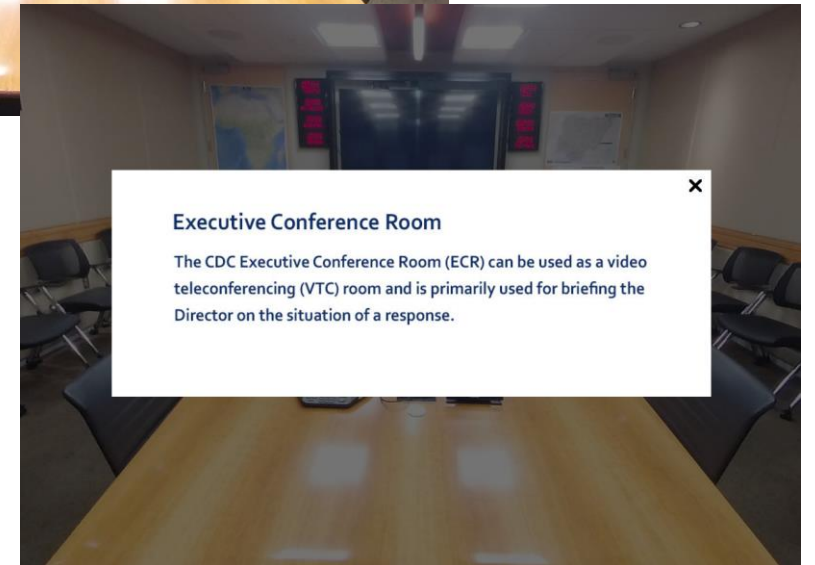 Executive Conference Room
The CDC Executive Conference Room (ECR) can be used as a video
teleconferencing (VTC) room and is primarily used for briefing the
Director on the situation of a response.